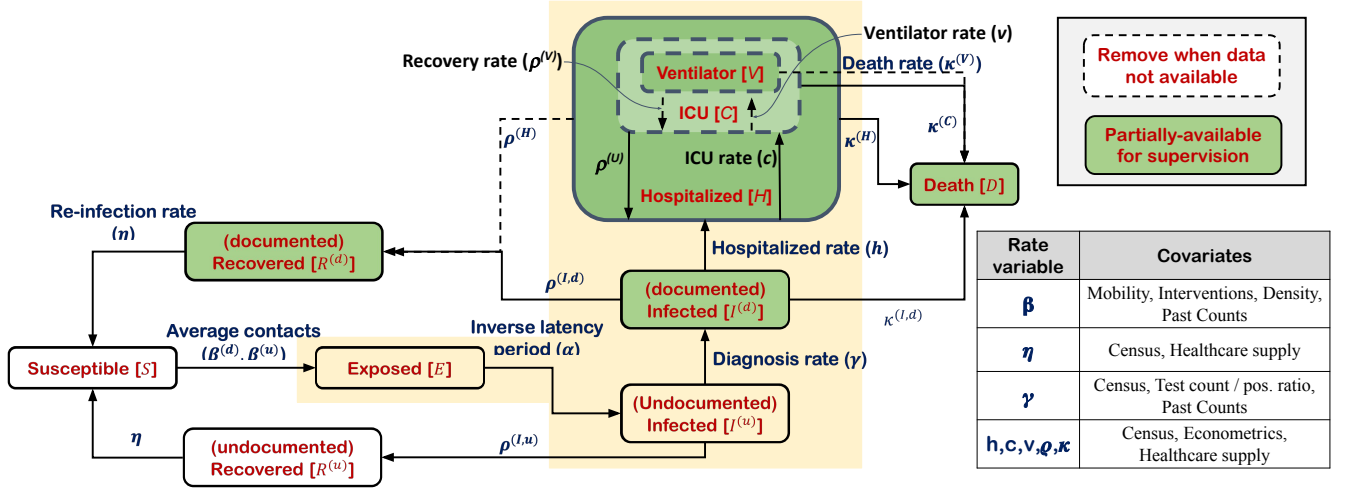 Ventilator rate (v)
Recovery rate (ρ⁽ⱽ⁾)
Death rate (κ⁽ⱽ⁾)
Ventilator [V]
ICU [C]
ρ⁽ᵁ⁾
ICU rate (c)
Hospitalized [H]
ρ⁽ᴴ⁾
κ⁽ᴴ⁾
κ⁽ᶜ⁾
Death [D]
Remove when data
not available
Partially-available
for supervision
Re-infection rate
(η)
(documented)
Recovered [R⁽ᵈ⁾]
Hospitalized rate (h)
ρ⁽ᴵ,ᵈ⁾
(documented)
Infected [I⁽ᵈ⁾]
κ⁽ᴵ,ᵈ⁾
Average contacts
(β⁽ᵈ⁾, β⁽ᵘ⁾)
Inverse latency
period (α)
Diagnosis rate (γ)
Susceptible [S]
Exposed [E]
(Undocumented)
Infected [I⁽ᵘ⁾]
η
(undocumented)
Recovered [R⁽ᵘ⁾]
ρ⁽ᴵ,ᵘ⁾
Rate
variable
Covariates
β
Mobility, Interventions, Density,
Past Counts
η
Census, Healthcare supply
γ
Census, Test count / pos. ratio,
Past Counts
h,c,v,ϱ,κ
Census, Econometrics,
Healthcare supply